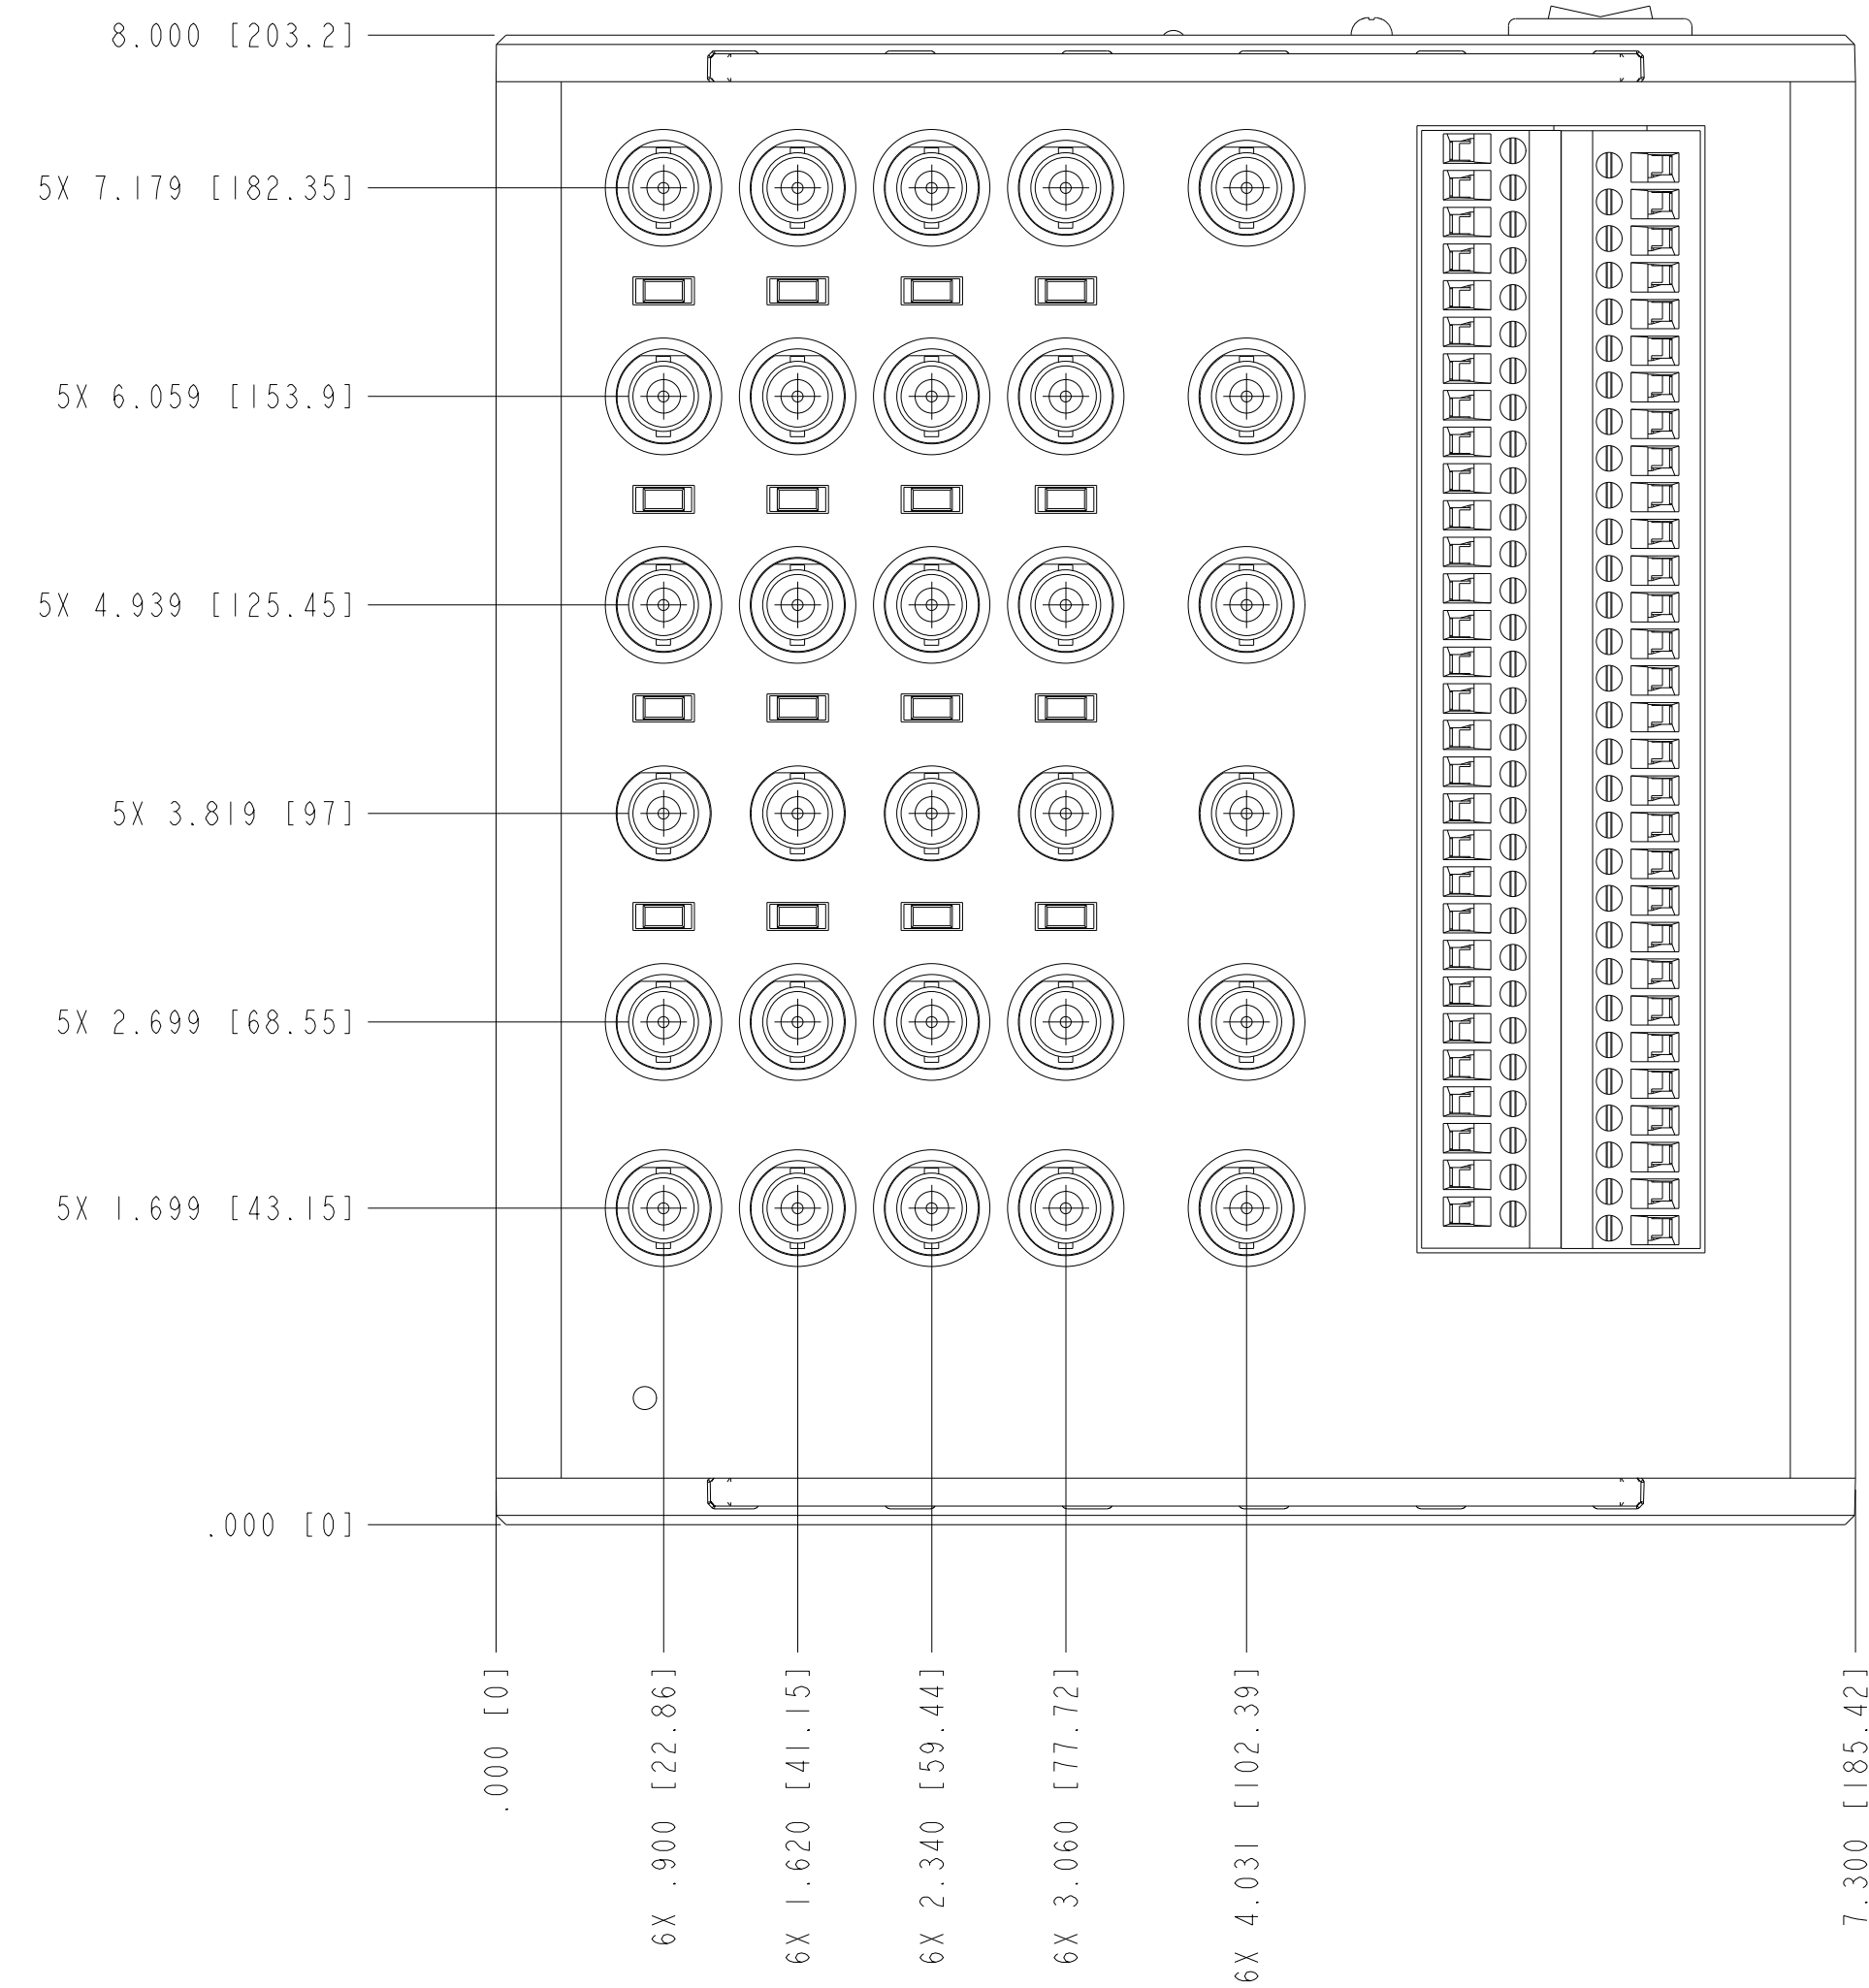 8.000 [203.2]
5X 7.179 [182.35]
5X 6.059 [153.9]
5X 4.939 [125.45]
5X 3.819 [97]
5X 2.699 [68.55]
5X 1.699 [43.15]
.000 [0]
.000 [0]
6X .900 [22.86]
6X 1.620 [41.15]
6X 2.340 [59.44]
6X 3.060 [77.72]
6X 4.031 [102.39]
7.300 [185.42]